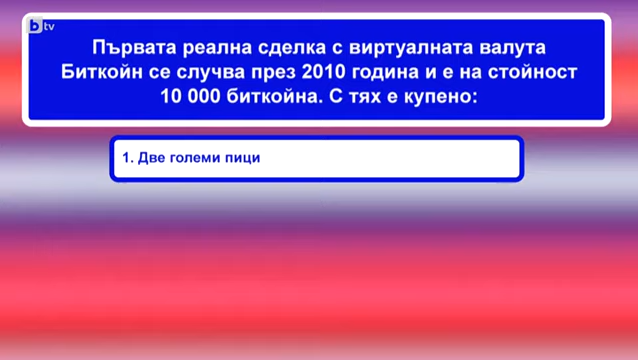 btv
Първата реална сделка с виртуалната валута
Биткойн се случва през 2010 година и е на стойност
10 000 биткойна. С тях е купено:
1. Две големи пици